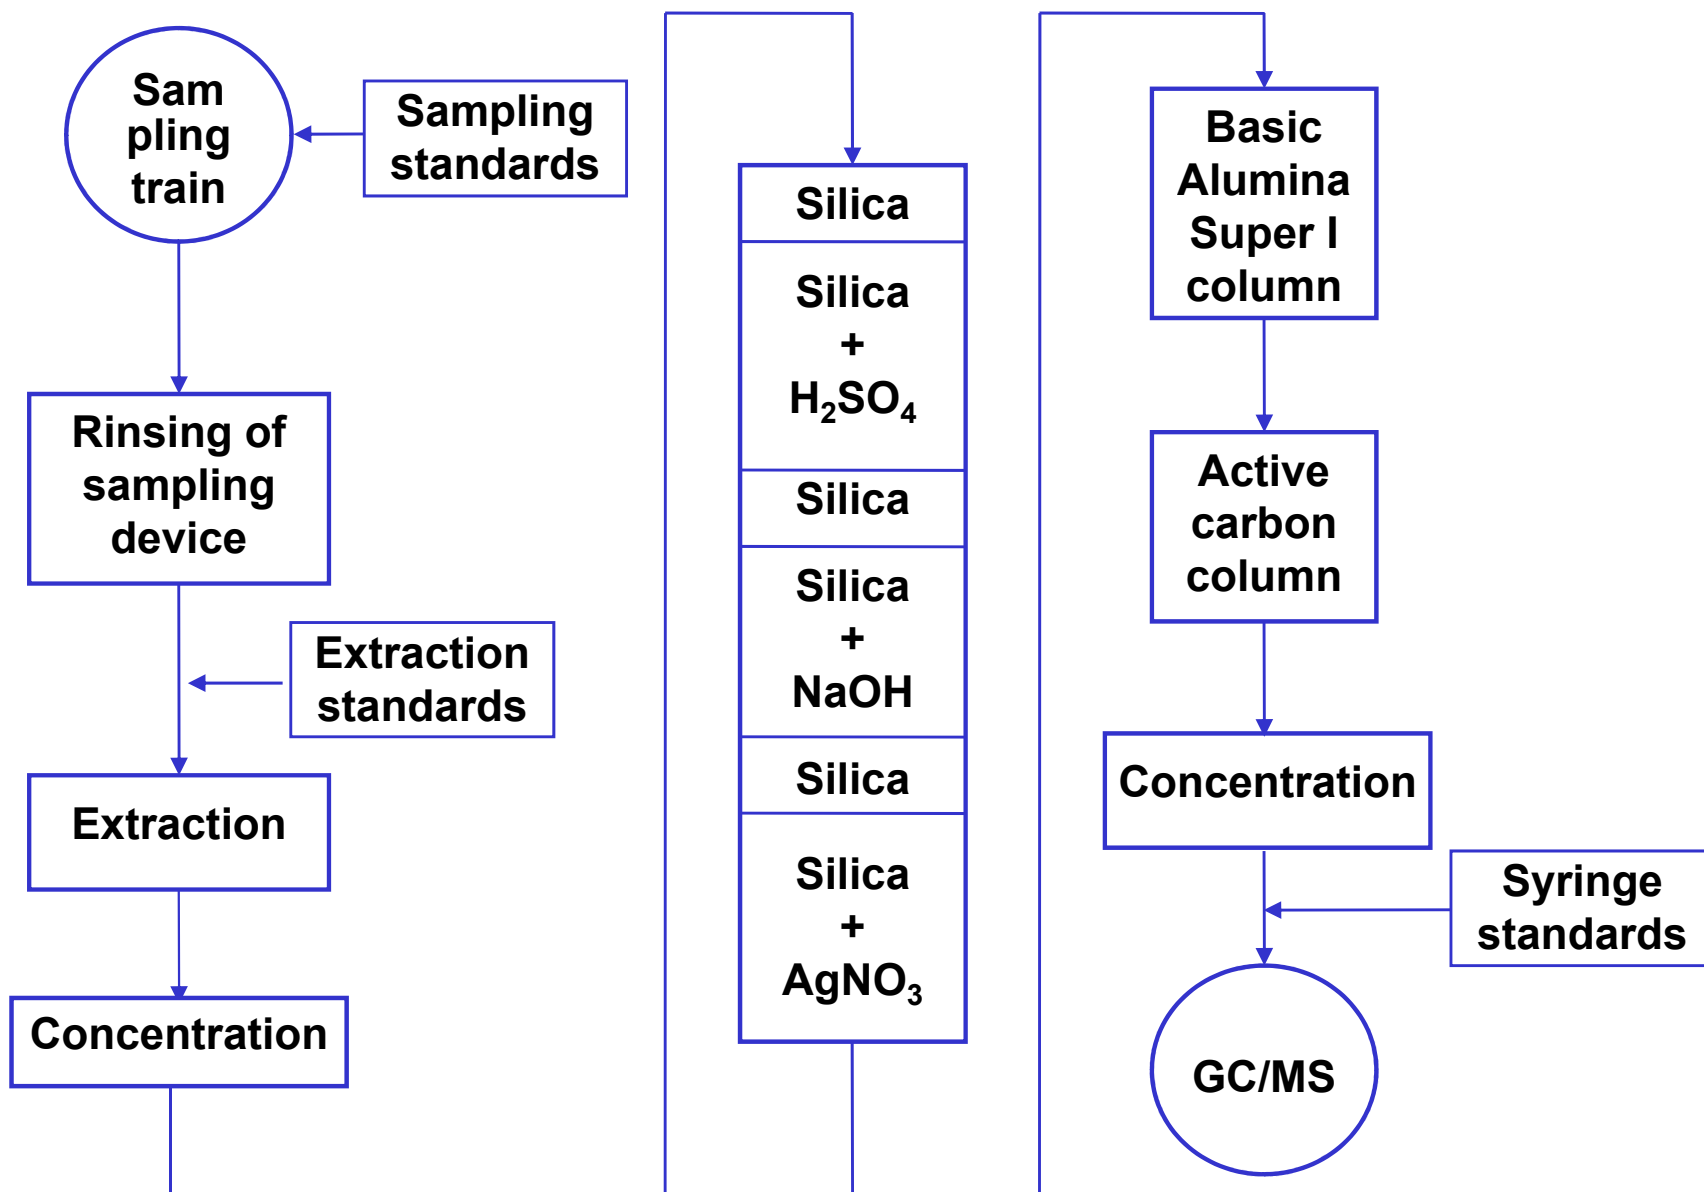 Sam
pling
train
Sampling
standards
Rinsing of
sampling
device
Extraction
standards
Extraction
Concentration
Silica
Silica
+
H₂SO₄
Silica
Silica
+
NaOH
Silica
Silica
+
AgNO₃
Basic
Alumina
Super I
column
Active
carbon
column
Concentration
Syringe
standards
GC/MS